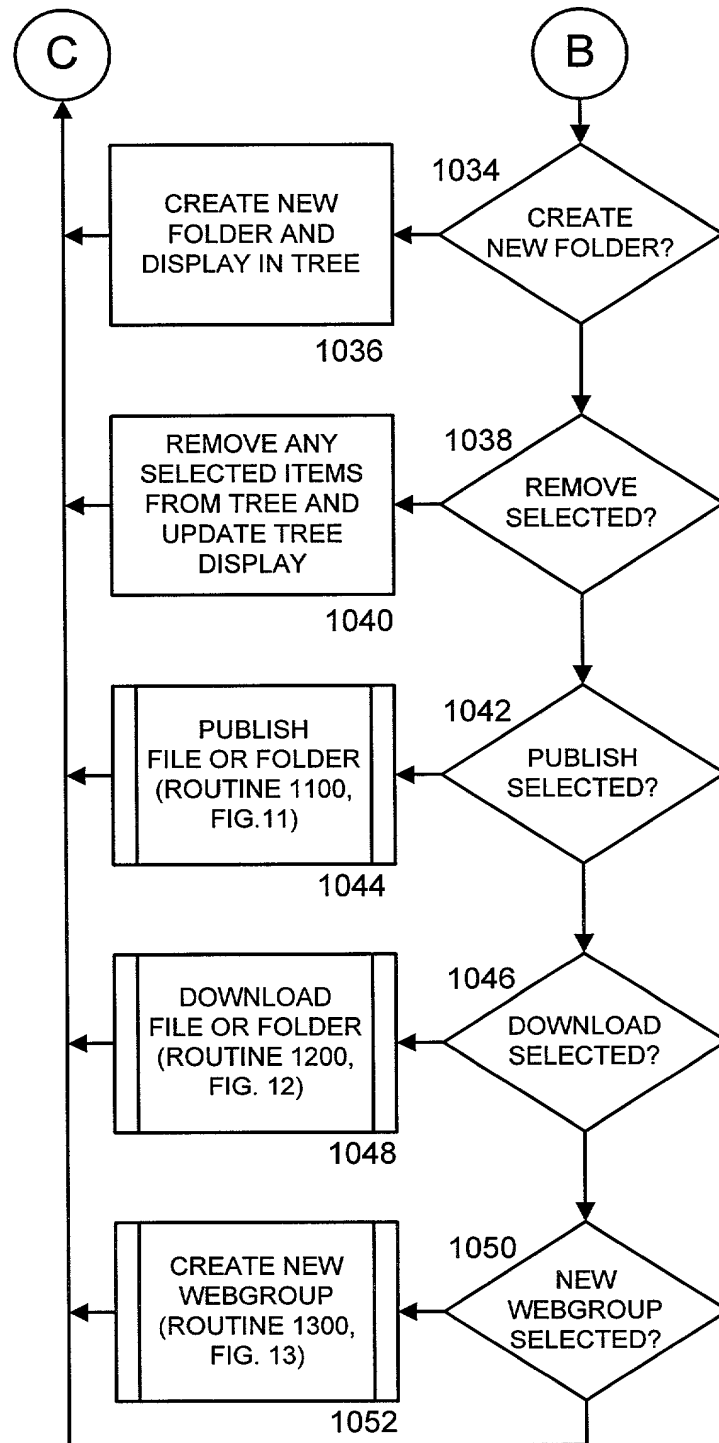 C
B
1034
CREATE
NEW FOLDER?
CREATE NEW
FOLDER AND
DISPLAY IN TREE
1036
1038
REMOVE
SELECTED?
REMOVE ANY
SELECTED ITEMS
FROM TREE AND
UPDATE TREE
DISPLAY
1040
1042
PUBLISH
SELECTED?
PUBLISH
FILE OR FOLDER
(ROUTINE 1100,
FIG.11)
1044
1046
DOWNLOAD
SELECTED?
DOWNLOAD
FILE OR FOLDER
(ROUTINE 1200,
FIG. 12)
1048
1050
NEW
WEBGROUP
SELECTED?
CREATE NEW
WEBGROUP
(ROUTINE 1300,
FIG. 13)
1052